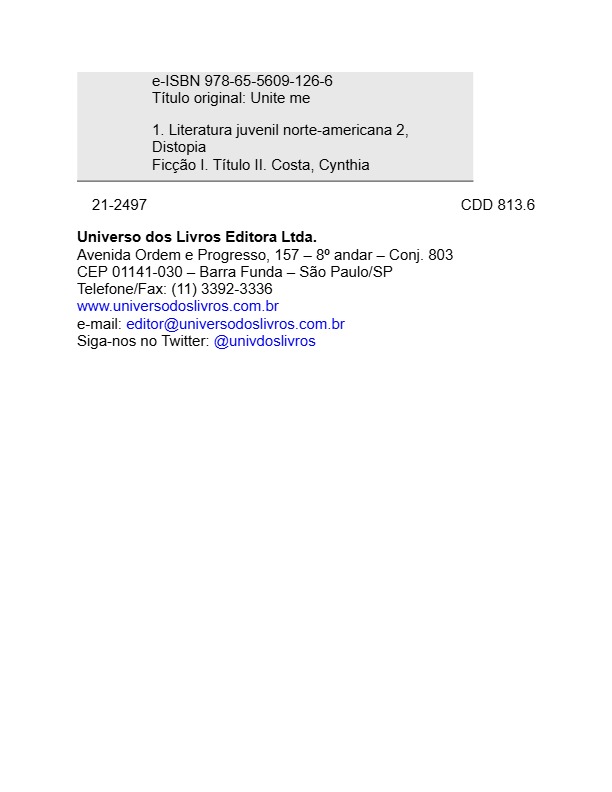 e-ISBN 978-65-5609-126-6
Título original: Unite me
1. Literatura juvenil norte-americana 2,
Distopia
Ficção I. Título II. Costa, Cynthia
21-2497 CDD 813.6
Universo dos Livros Editora Ltda.
Avenida Ordem e Progresso, 157 – 8º andar – Conj. 803
CEP 01141-030 – Barra Funda – São Paulo/SP
Telefone/Fax: (11) 3392-3336
www.universodoslivros.com.br
e-mail: editor@universodoslivros.com.br
Siga-nos no Twitter: @univdoslivros